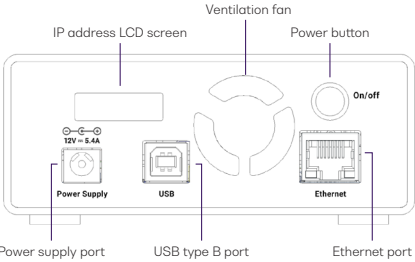 Ventilation fan
IP address LCD screen
Power button
On/off
12V ⎓ 5.4A
Power Supply
USB
Ethernet
Power supply port
USB type B port
Ethernet port